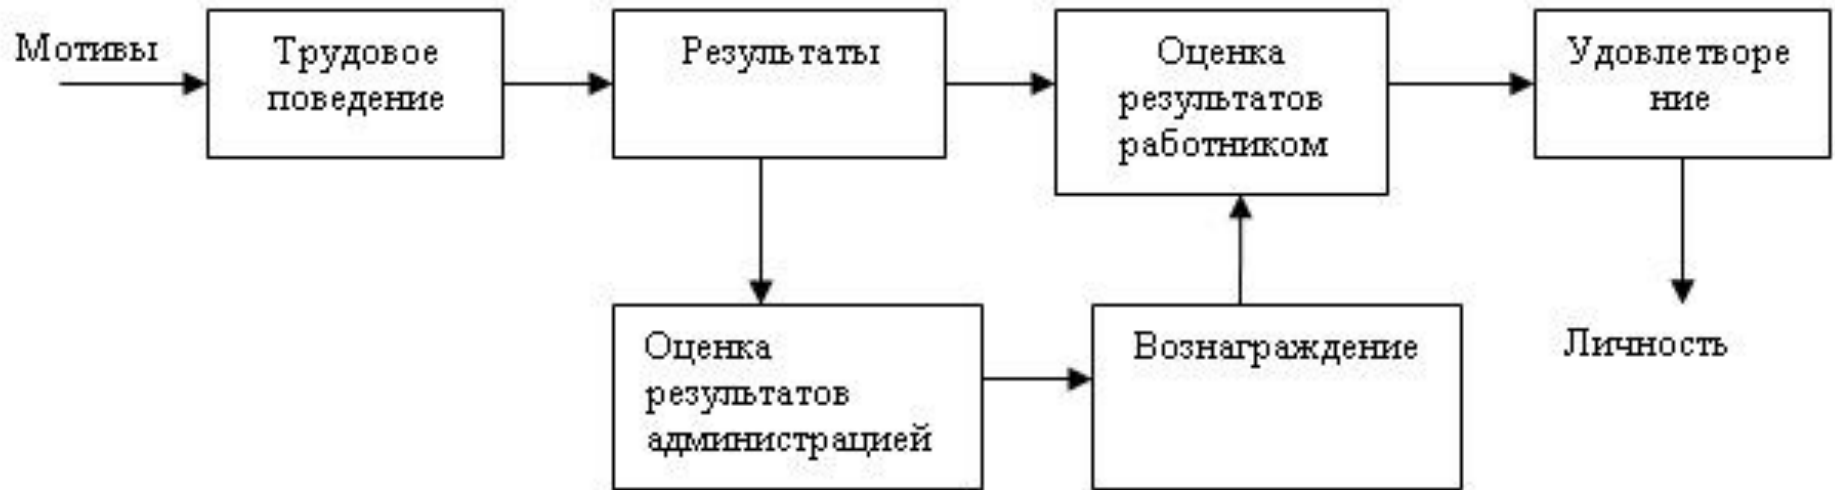 Мотивы
Трудовое
поведение
Результаты
Оценка
результатов
работником
Удовлетворе
ние
Оценка
результатов
администрацией
Вознаграждение
Личность